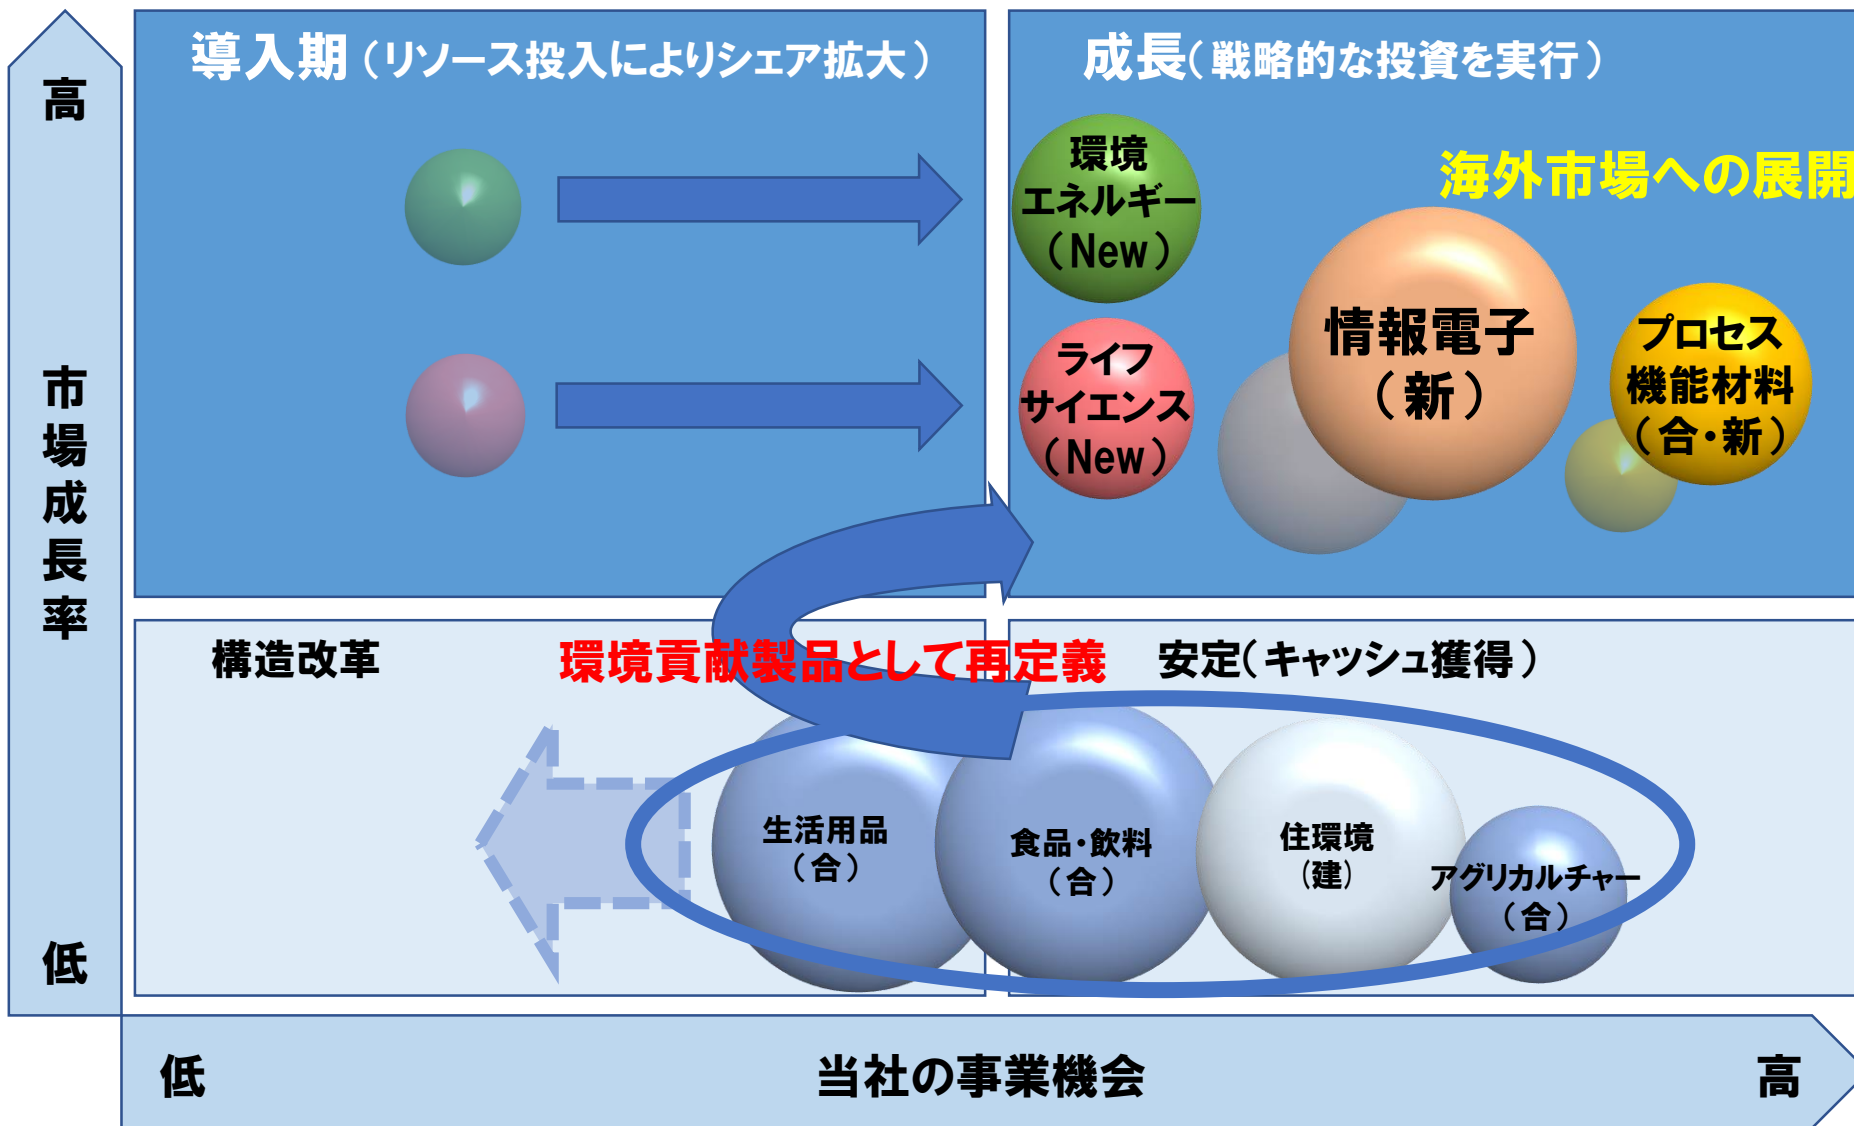 高
市場成長率
低
導入期（リソース投入によりシェア拡大）
成長（戦略的な投資を実行）
海外市場への展開
環境
エネルギー
（New）
ライフ
サイエンス
（New）
情報電子
（新）
プロセス
機能材料
（合・新）
構造改革
環境貢献製品として再定義
安定（キャッシュ獲得）
生活用品
（合）
食品・飲料
（合）
住環境
(建)
アグリカルチャー
（合）
低
当社の事業機会
高